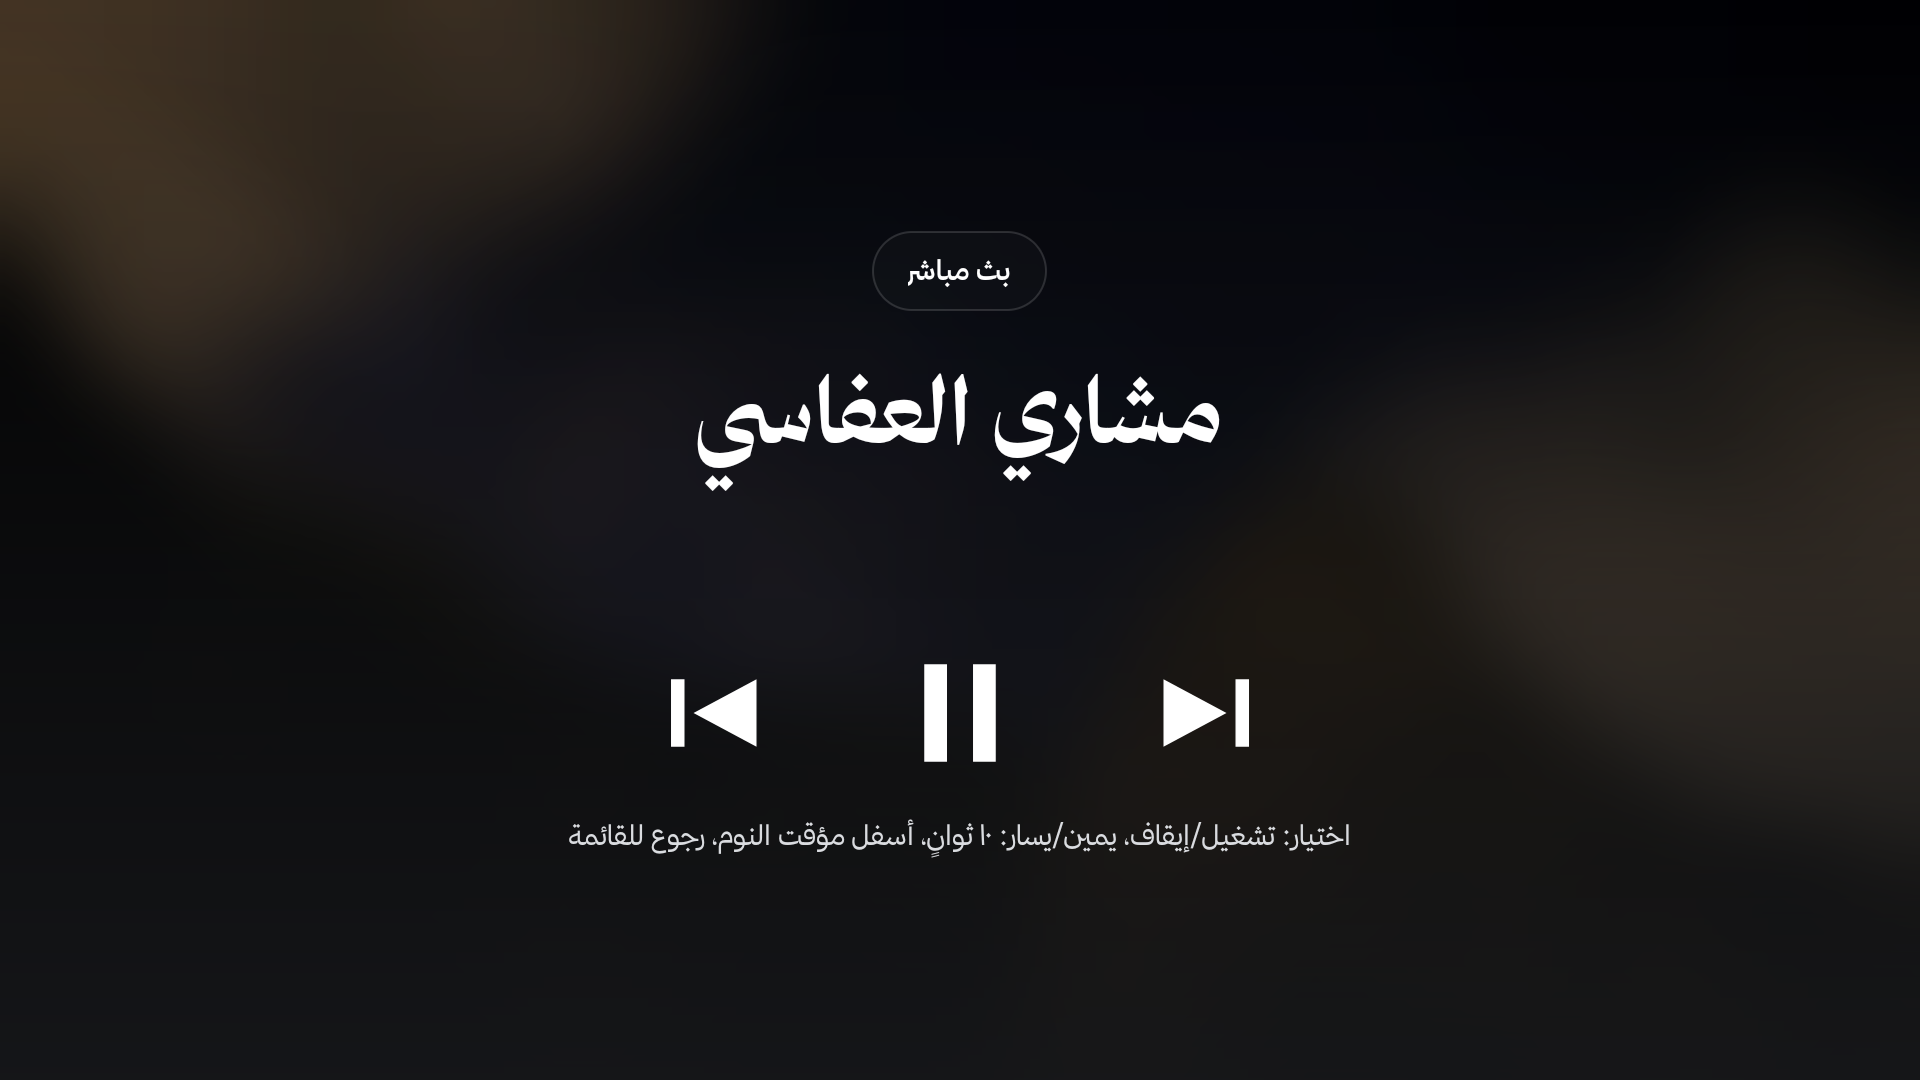 بث مباشر
مشاري العفاسي
اختيار: تشغيل/إيقاف، يمين/يسار: ١٠ ثوانٍ، أسفل مؤقت النوم، رجوع للقائمة